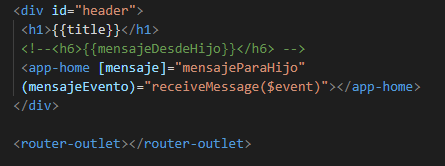 <div id="header">
<h1>{{title}}</h1>
<!--<h6>{{mensajeDesdeHijo}}</h6> -->
<app-home [mensaje]="mensajeParaHijo"
(mensajeEvento)="receiveMessage($event)"></app-home>
</div>
<router-outlet></router-outlet>